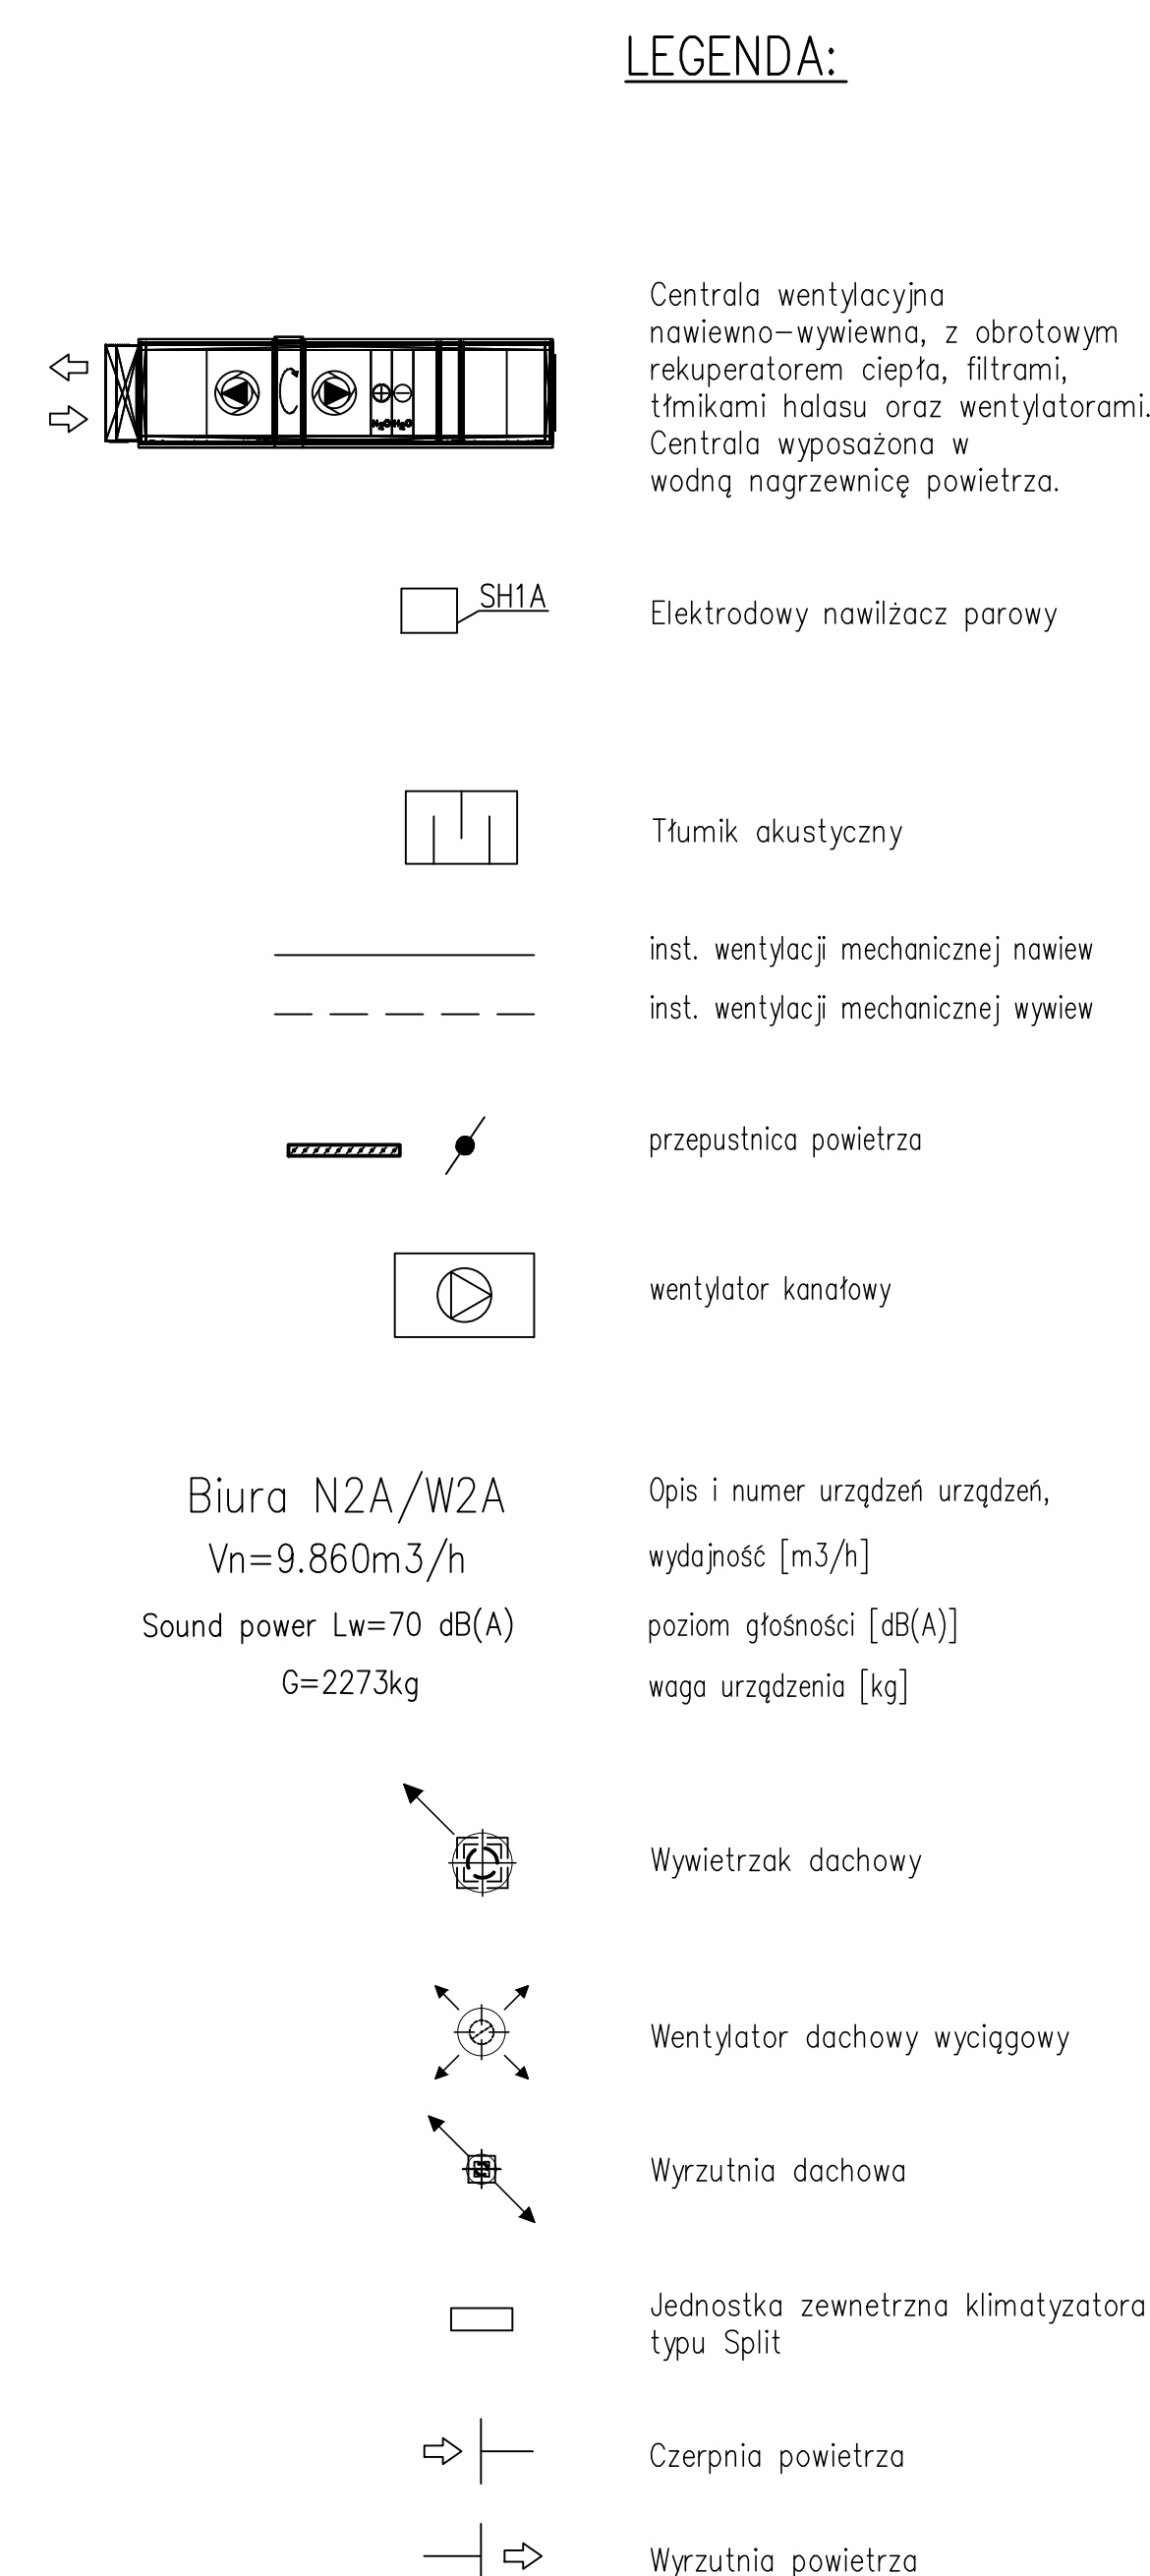 LEGENDA:
Centrala wentylacyjna
nawiewno-wywiewna, z obrotowym
rekuperatorem ciepła, filtrami,
tłmikami halasu oraz wentylatorami.
Centrala wyposażona w
wodną nagrzewnicę powietrza.
H2O H2O
SH1A
Elektrodowy nawilżacz parowy
Tłumik akustyczny
inst. wentylacji mechanicznej nawiew
inst. wentylacji mechanicznej wywiew
przepustnica powietrza
wentylator kanałowy
Biura N2A/W2A
Opis i numer urządzeń urządzeń,
Vn=9.860m3/h
wydajność [m3/h]
Sound power Lw=70 dB(A)
poziom głośności [dB(A)]
G=2273kg
waga urządzenia [kg]
Wywietrzak dachowy
Wentylator dachowy wyciągowy
Wyrzutnia dachowa
Jednostka zewnetrzna klimatyzatora
typu Split
Czerpnia powietrza
Wyrzutnia powietrza